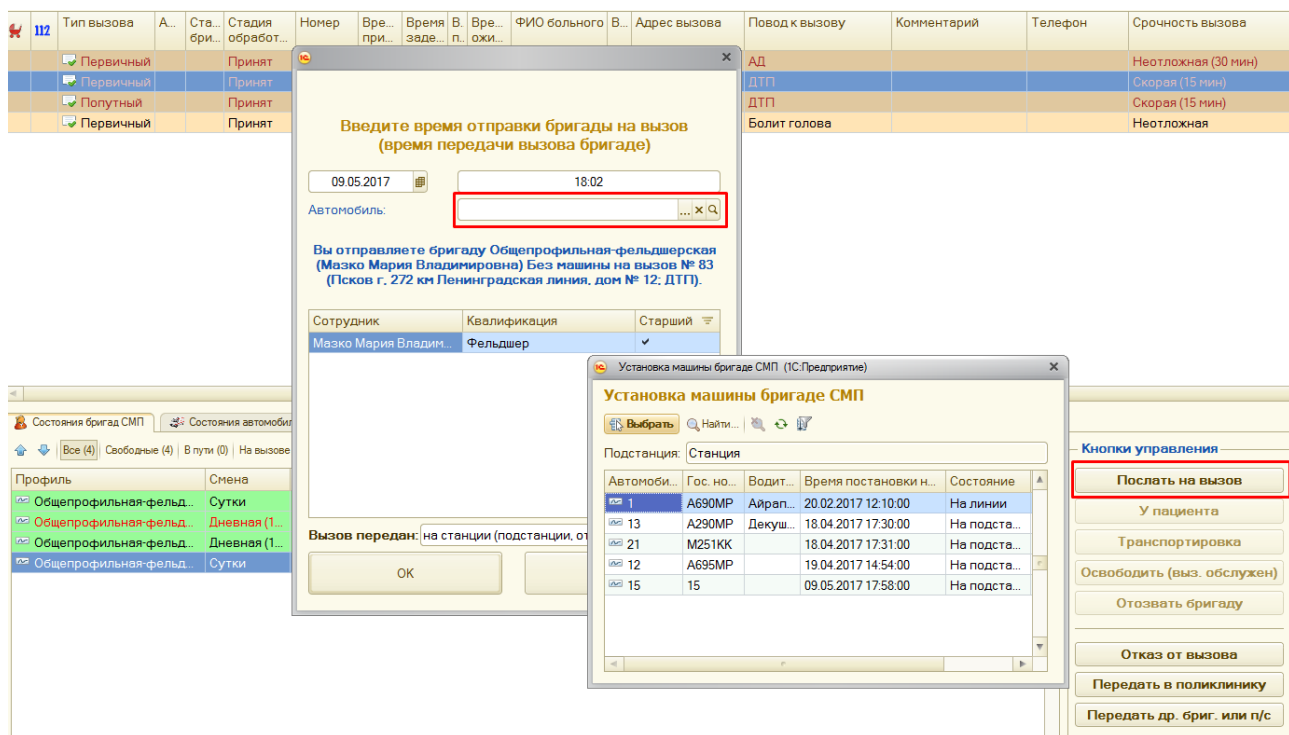 112 Тип вызова А... Ста... бри... Стадия обработ... Номер Вре... при... Время заде... В. п.. Вре... ожи... ФИО больного В... Адрес вызова Повод к вызову Комментарий Телефон Срочность вызова
Первичный Принят АД Неотложная (30 мин)
Первичный Принят ДТП Скорая (15 мин)
Попутный Принят ДТП Скорая (15 мин)
Первичный Принят Болит голова Неотложная
Введите время отправки бригады на вызов
(время передачи вызова бригаде)
09.05.2017 18:02
Автомобиль: ...
Вы отправляете бригаду Общепрофильная-фельдшерская
(Мазко Мария Владимировна) Без машины на вызов № 83
(Псков г, 272 км Ленинградская линия, дом № 12; ДТП).
Сотрудник Квалификация Старший
Мазко Мария Владим... Фельдшер
Вызов передан: на станции (подстанции, от
OK
Установка машины бригаде СМП (1С:Предприятие)
Установка машины бригаде СМП
Выбрать Найти...
Подстанция: Станция
Автомоби... Гос. но... Водит... Время постановки н... Состояние
1 А690МР Айрап... 20.02.2017 12:10:00 На линии
13 А290МР Декуш... 18.04.2017 17:30:00 На подста...
21 М251КК 18.04.2017 17:31:00 На подста...
12 А695МР 19.04.2017 14:54:00 На подста...
15 15 09.05.2017 17:58:00 На подста...
Состояния бригад СМП Состояния автомобил
Все (4) Свободные (4) В пути (0) На вызове
Профиль Смена
Общепрофильная-фельд... Сутки
Общепрофильная-фельд... Дневная (1...
Общепрофильная-фельд... Дневная (1...
Общепрофильная-фельд... Сутки
Кнопки управления
Послать на вызов
У пациента
Транспортировка
Освободить (выз. обслужен)
Отозвать бригаду
Отказ от вызова
Передать в поликлинику
Передать др. бриг. или п/с